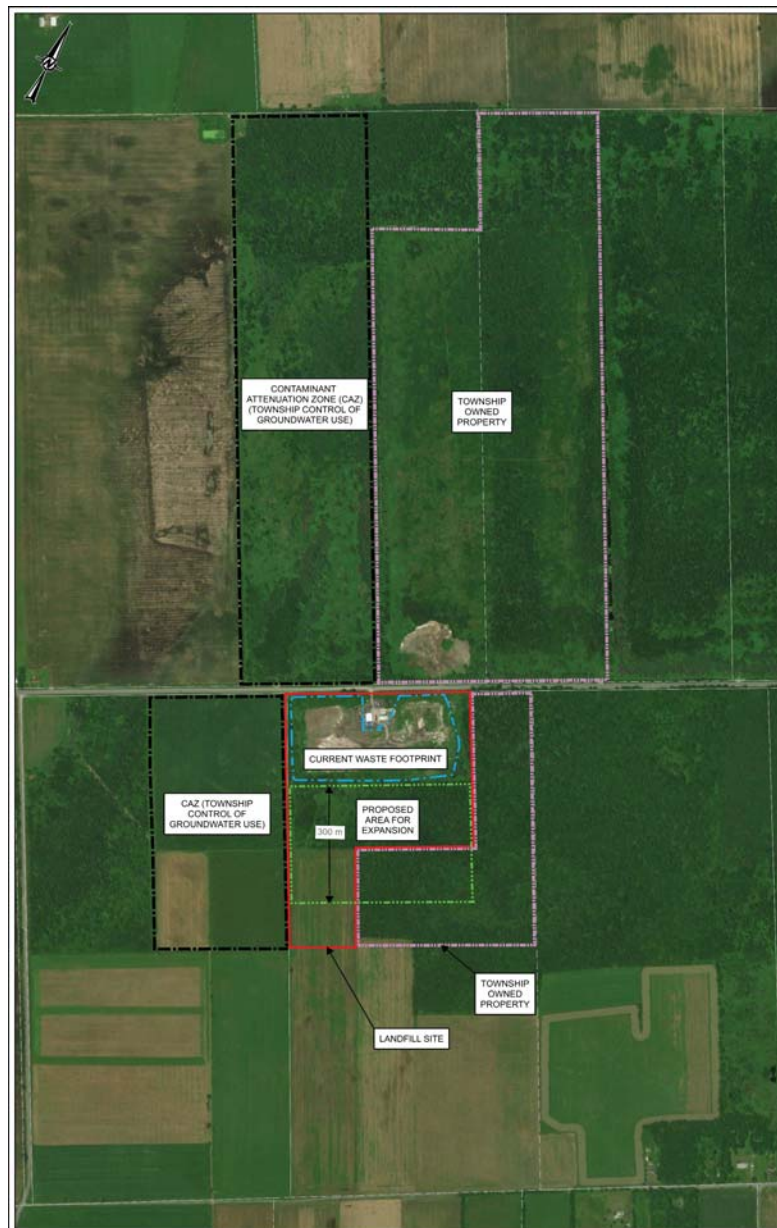 N
CONTAMINANT
ATTENUATION ZONE (CAZ)
(TOWNSHIP CONTROL OF
GROUNDWATER USE)
TOWNSHIP
OWNED
PROPERTY
CURRENT WASTE FOOTPRINT
CAZ (TOWNSHIP
CONTROL OF
GROUNDWATER USE)
300 m
PROPOSED
AREA FOR
EXPANSION
TOWNSHIP
OWNED
PROPERTY
LANDFILL SITE